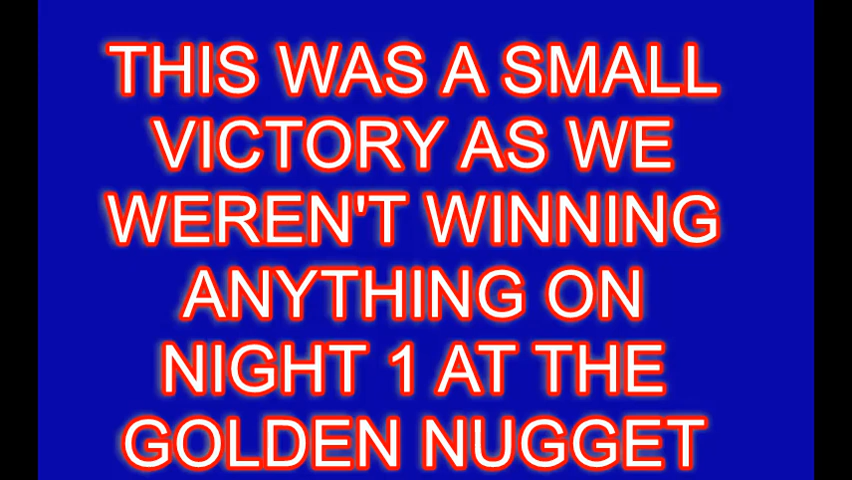 THIS WAS A SMALL
VICTORY AS WE
WEREN'T WINNING
ANYTHING ON
NIGHT 1 AT THE
GOLDEN NUGGET